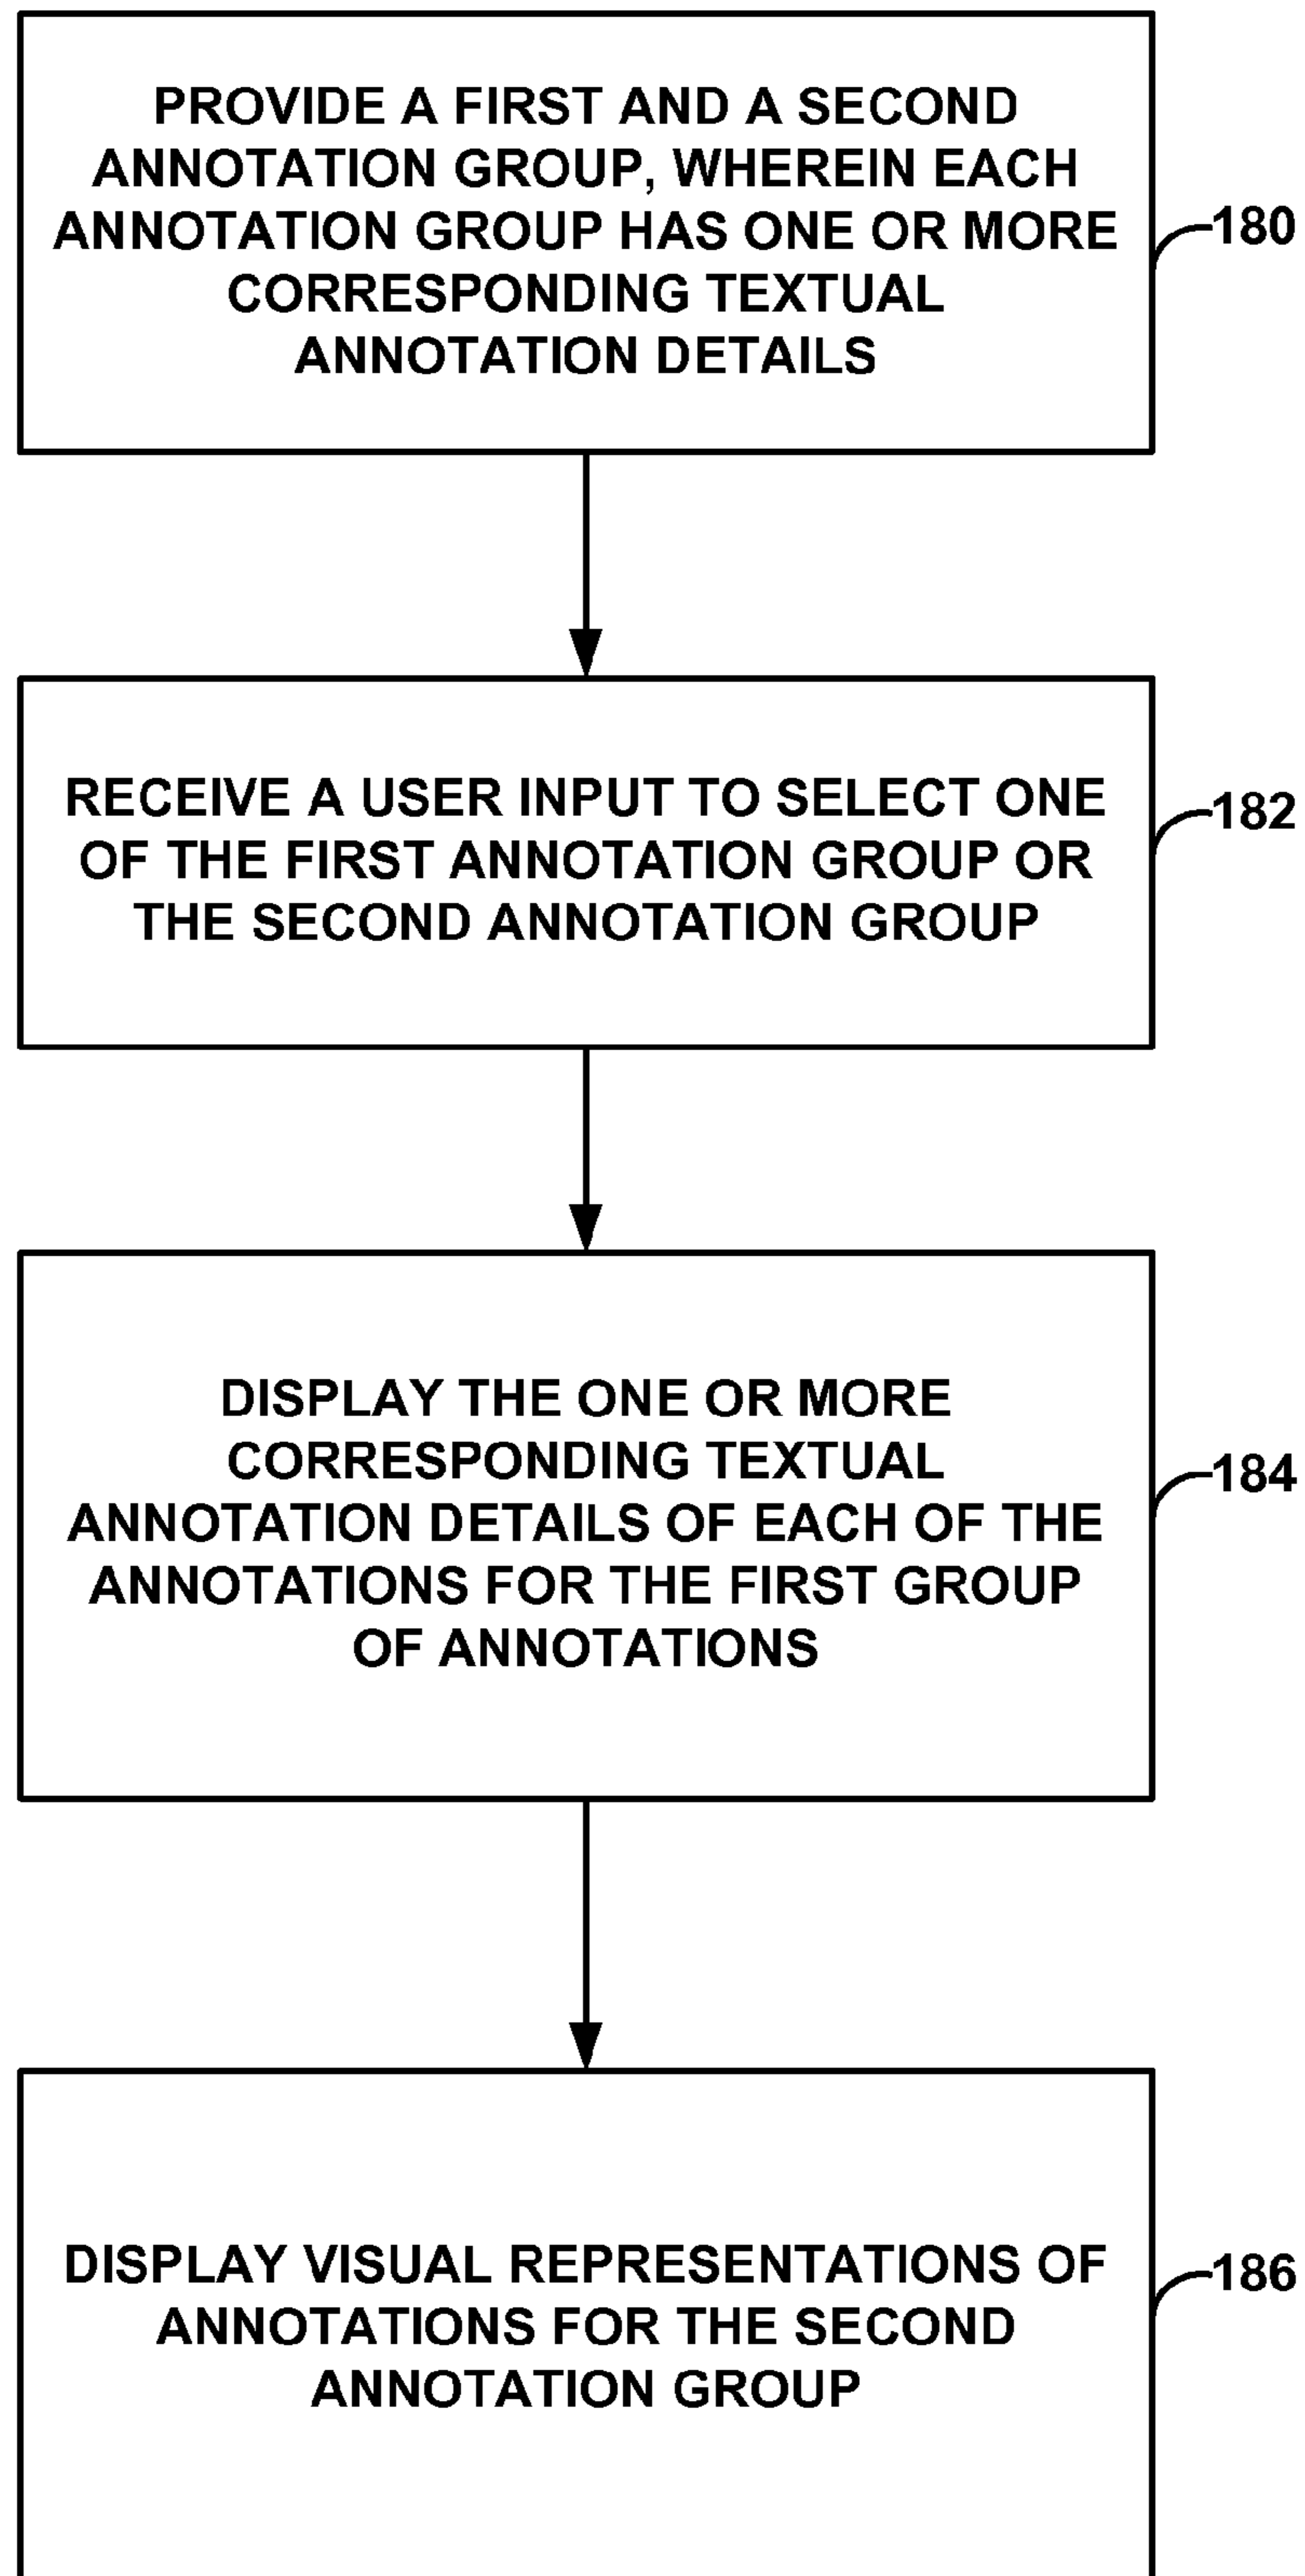 PROVIDE A FIRST AND A SECOND
ANNOTATION GROUP, WHEREIN EACH
ANNOTATION GROUP HAS ONE OR MORE
CORRESPONDING TEXTUAL
ANNOTATION DETAILS
180
RECEIVE A USER INPUT TO SELECT ONE
OF THE FIRST ANNOTATION GROUP OR
THE SECOND ANNOTATION GROUP
182
DISPLAY THE ONE OR MORE
CORRESPONDING TEXTUAL
ANNOTATION DETAILS OF EACH OF THE
ANNOTATIONS FOR THE FIRST GROUP
OF ANNOTATIONS
184
DISPLAY VISUAL REPRESENTATIONS OF
ANNOTATIONS FOR THE SECOND
ANNOTATION GROUP
186